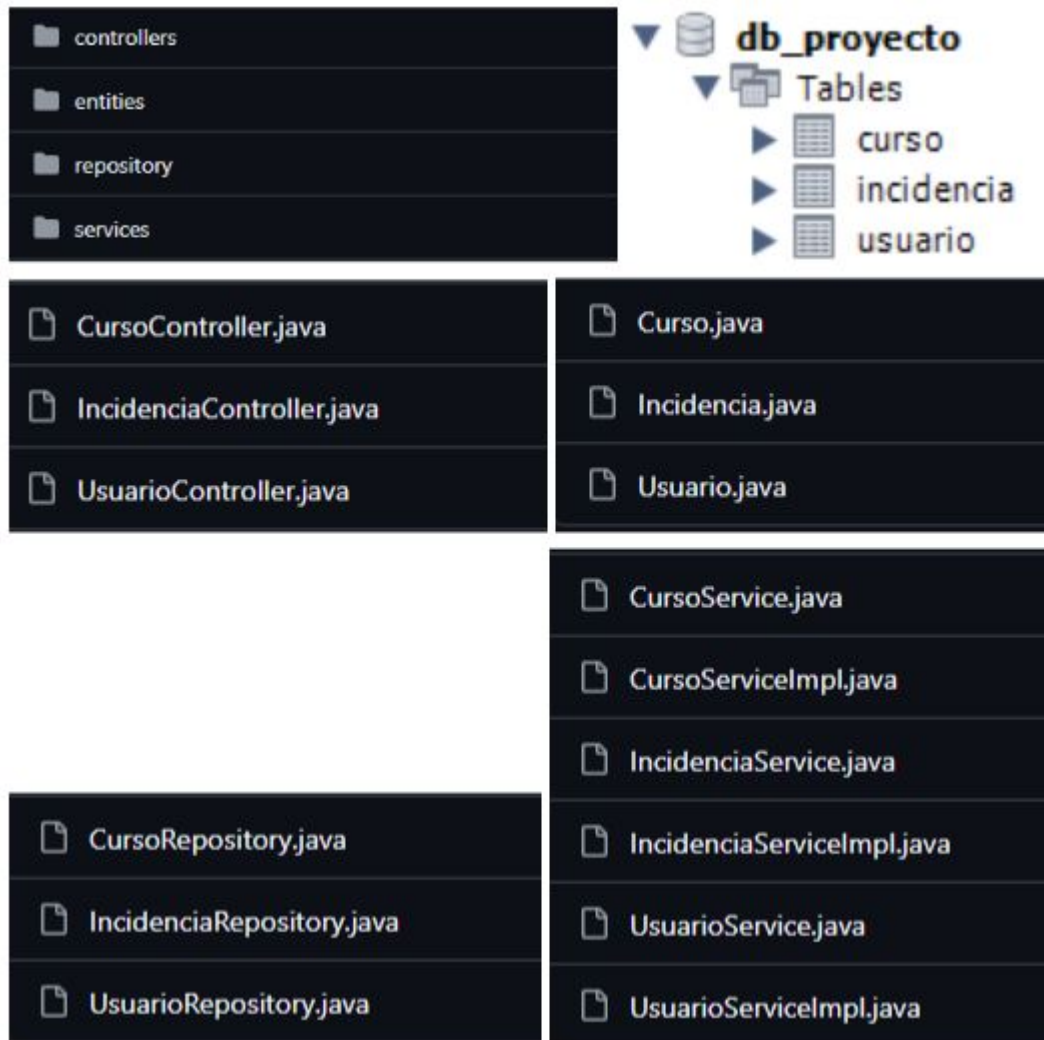 controllers
entities
repository
services
db_proyecto
Tables
curso
incidencia
usuario
CursoController.java
IncidenciaController.java
UsuarioController.java
Curso.java
Incidencia.java
Usuario.java
CursoRepository.java
IncidenciaRepository.java
UsuarioRepository.java
CursoService.java
CursoServiceImpl.java
IncidenciaService.java
IncidenciaServiceImpl.java
UsuarioService.java
UsuarioServiceImpl.java